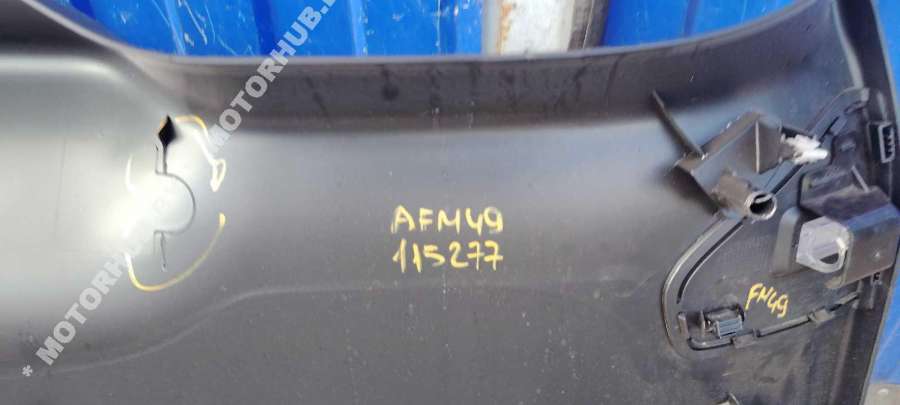 * MOTORHUB.
* MOTORHUB.
AFM49
115277
FM49